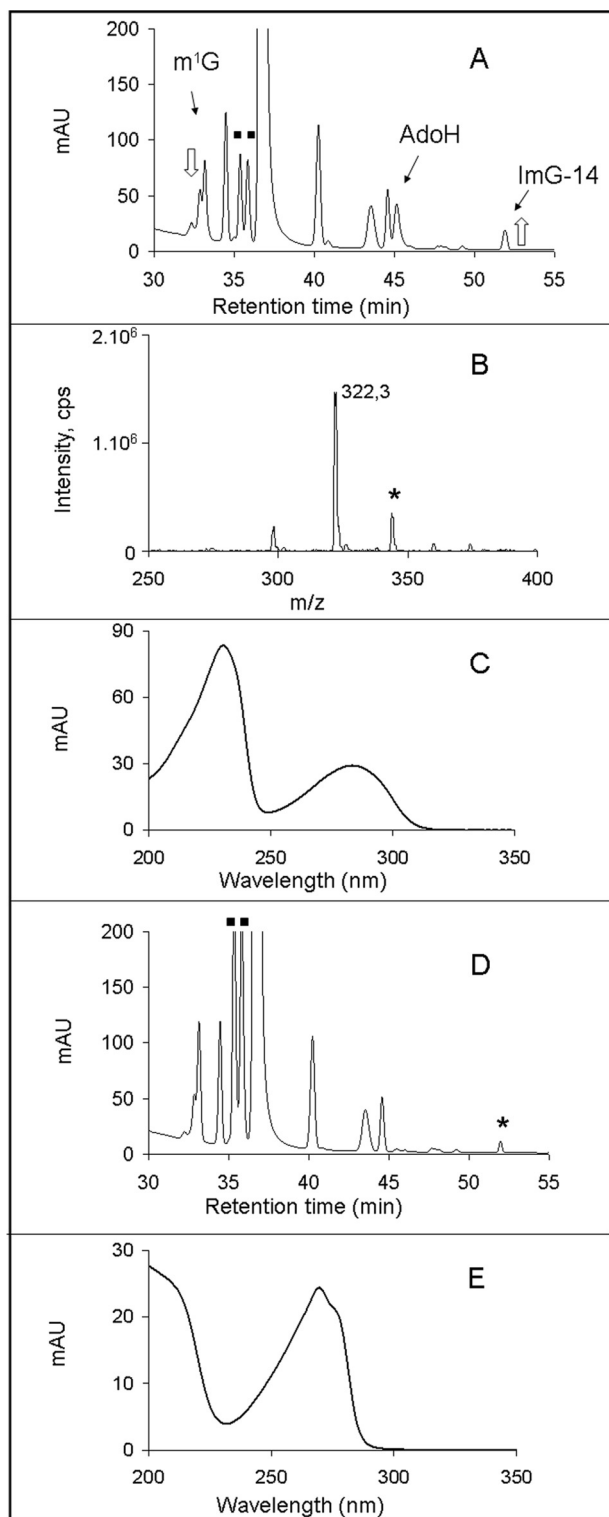 A
m¹G
AdoH
ImG-14
mAU
200
150
100
50
0
30 35 40 45 50 55
Retention time (min)
B
322,3
*
Intensity, cps
2.10⁶
1.10⁶
0
250 300 350 400
m/z
C
mAU
90
60
30
0
200 250 300 350
Wavelength (nm)
D
*
mAU
200
150
100
50
0
30 35 40 45 50 55
Retention time (min)
E
mAU
30
20
10
0
200 250 300 350
Wavelength (nm)